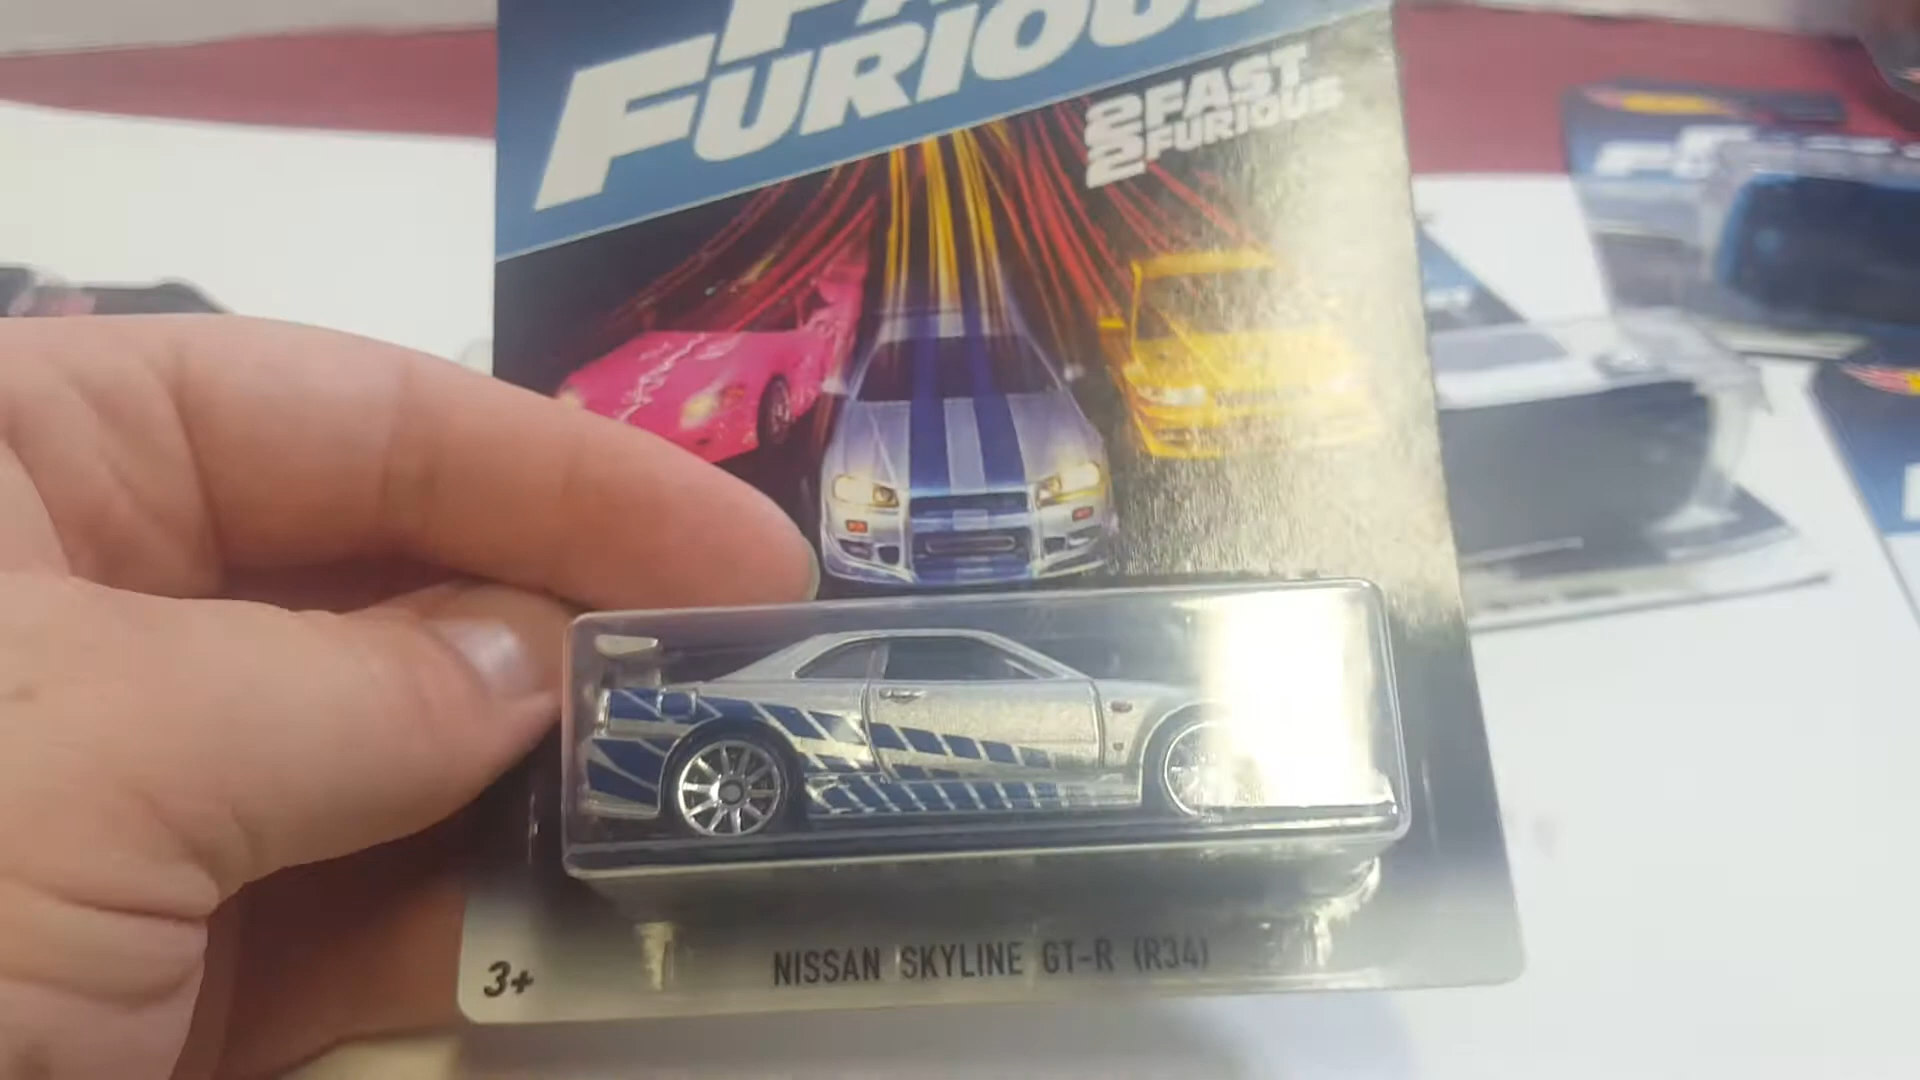 FURIOUS
2 FAST
2 FURIOUS
3+
NISSAN SKYLINE GT-R (R34)